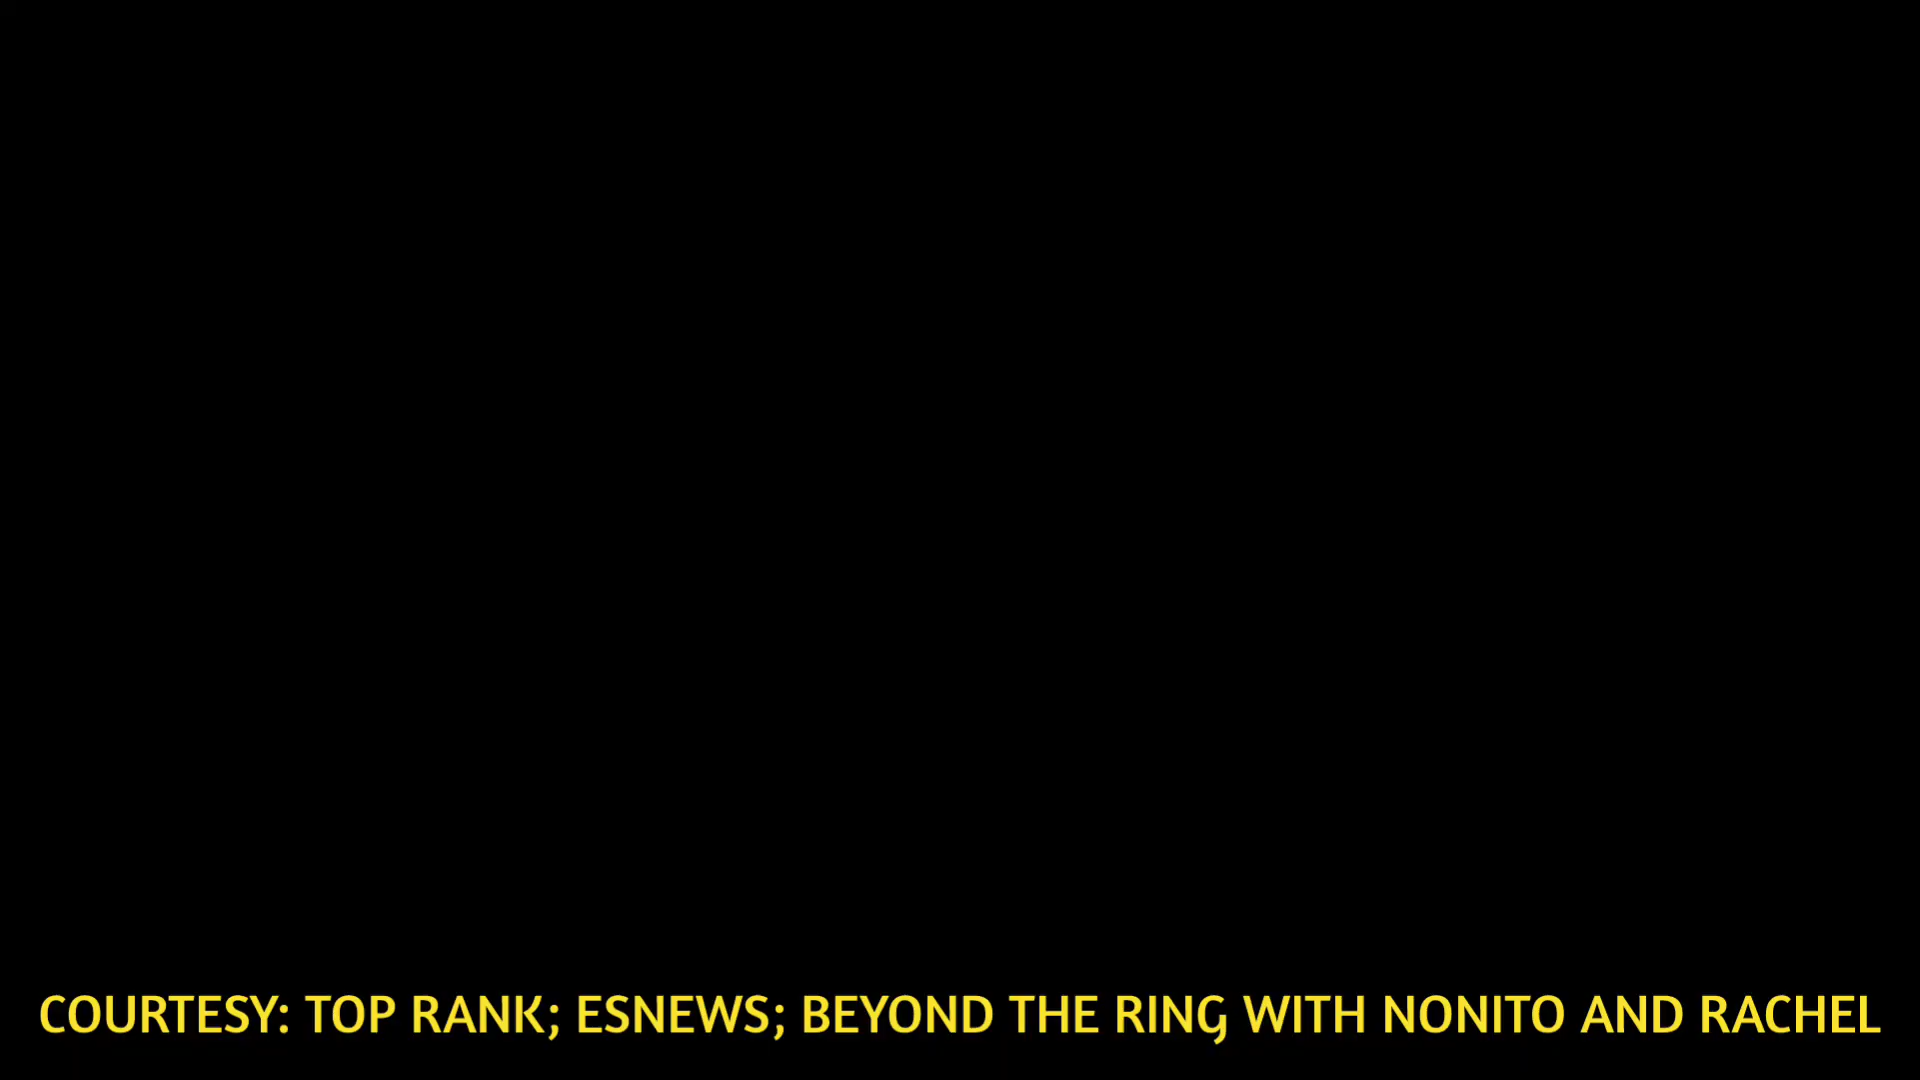 COURTESY: TOP RANK; ESNEWS; BEYOND THE RING WITH NONITO AND RACHEL